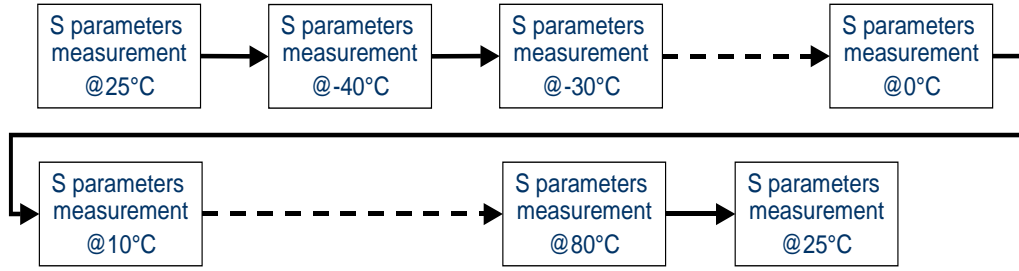 S parameters
measurement
@25°C
S parameters
measurement
@-40°C
S parameters
measurement
@-30°C
S parameters
measurement
@0°C
S parameters
measurement
@10°C
S parameters
measurement
@80°C
S parameters
measurement
@25°C